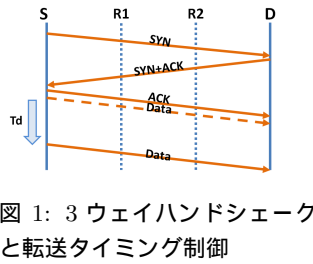 S R1 R2 D
SYN
SYN+ACK
ACK
Data
Td
Data
図 1: 3 ウェイハンドシェーク
と転送タイミング制御